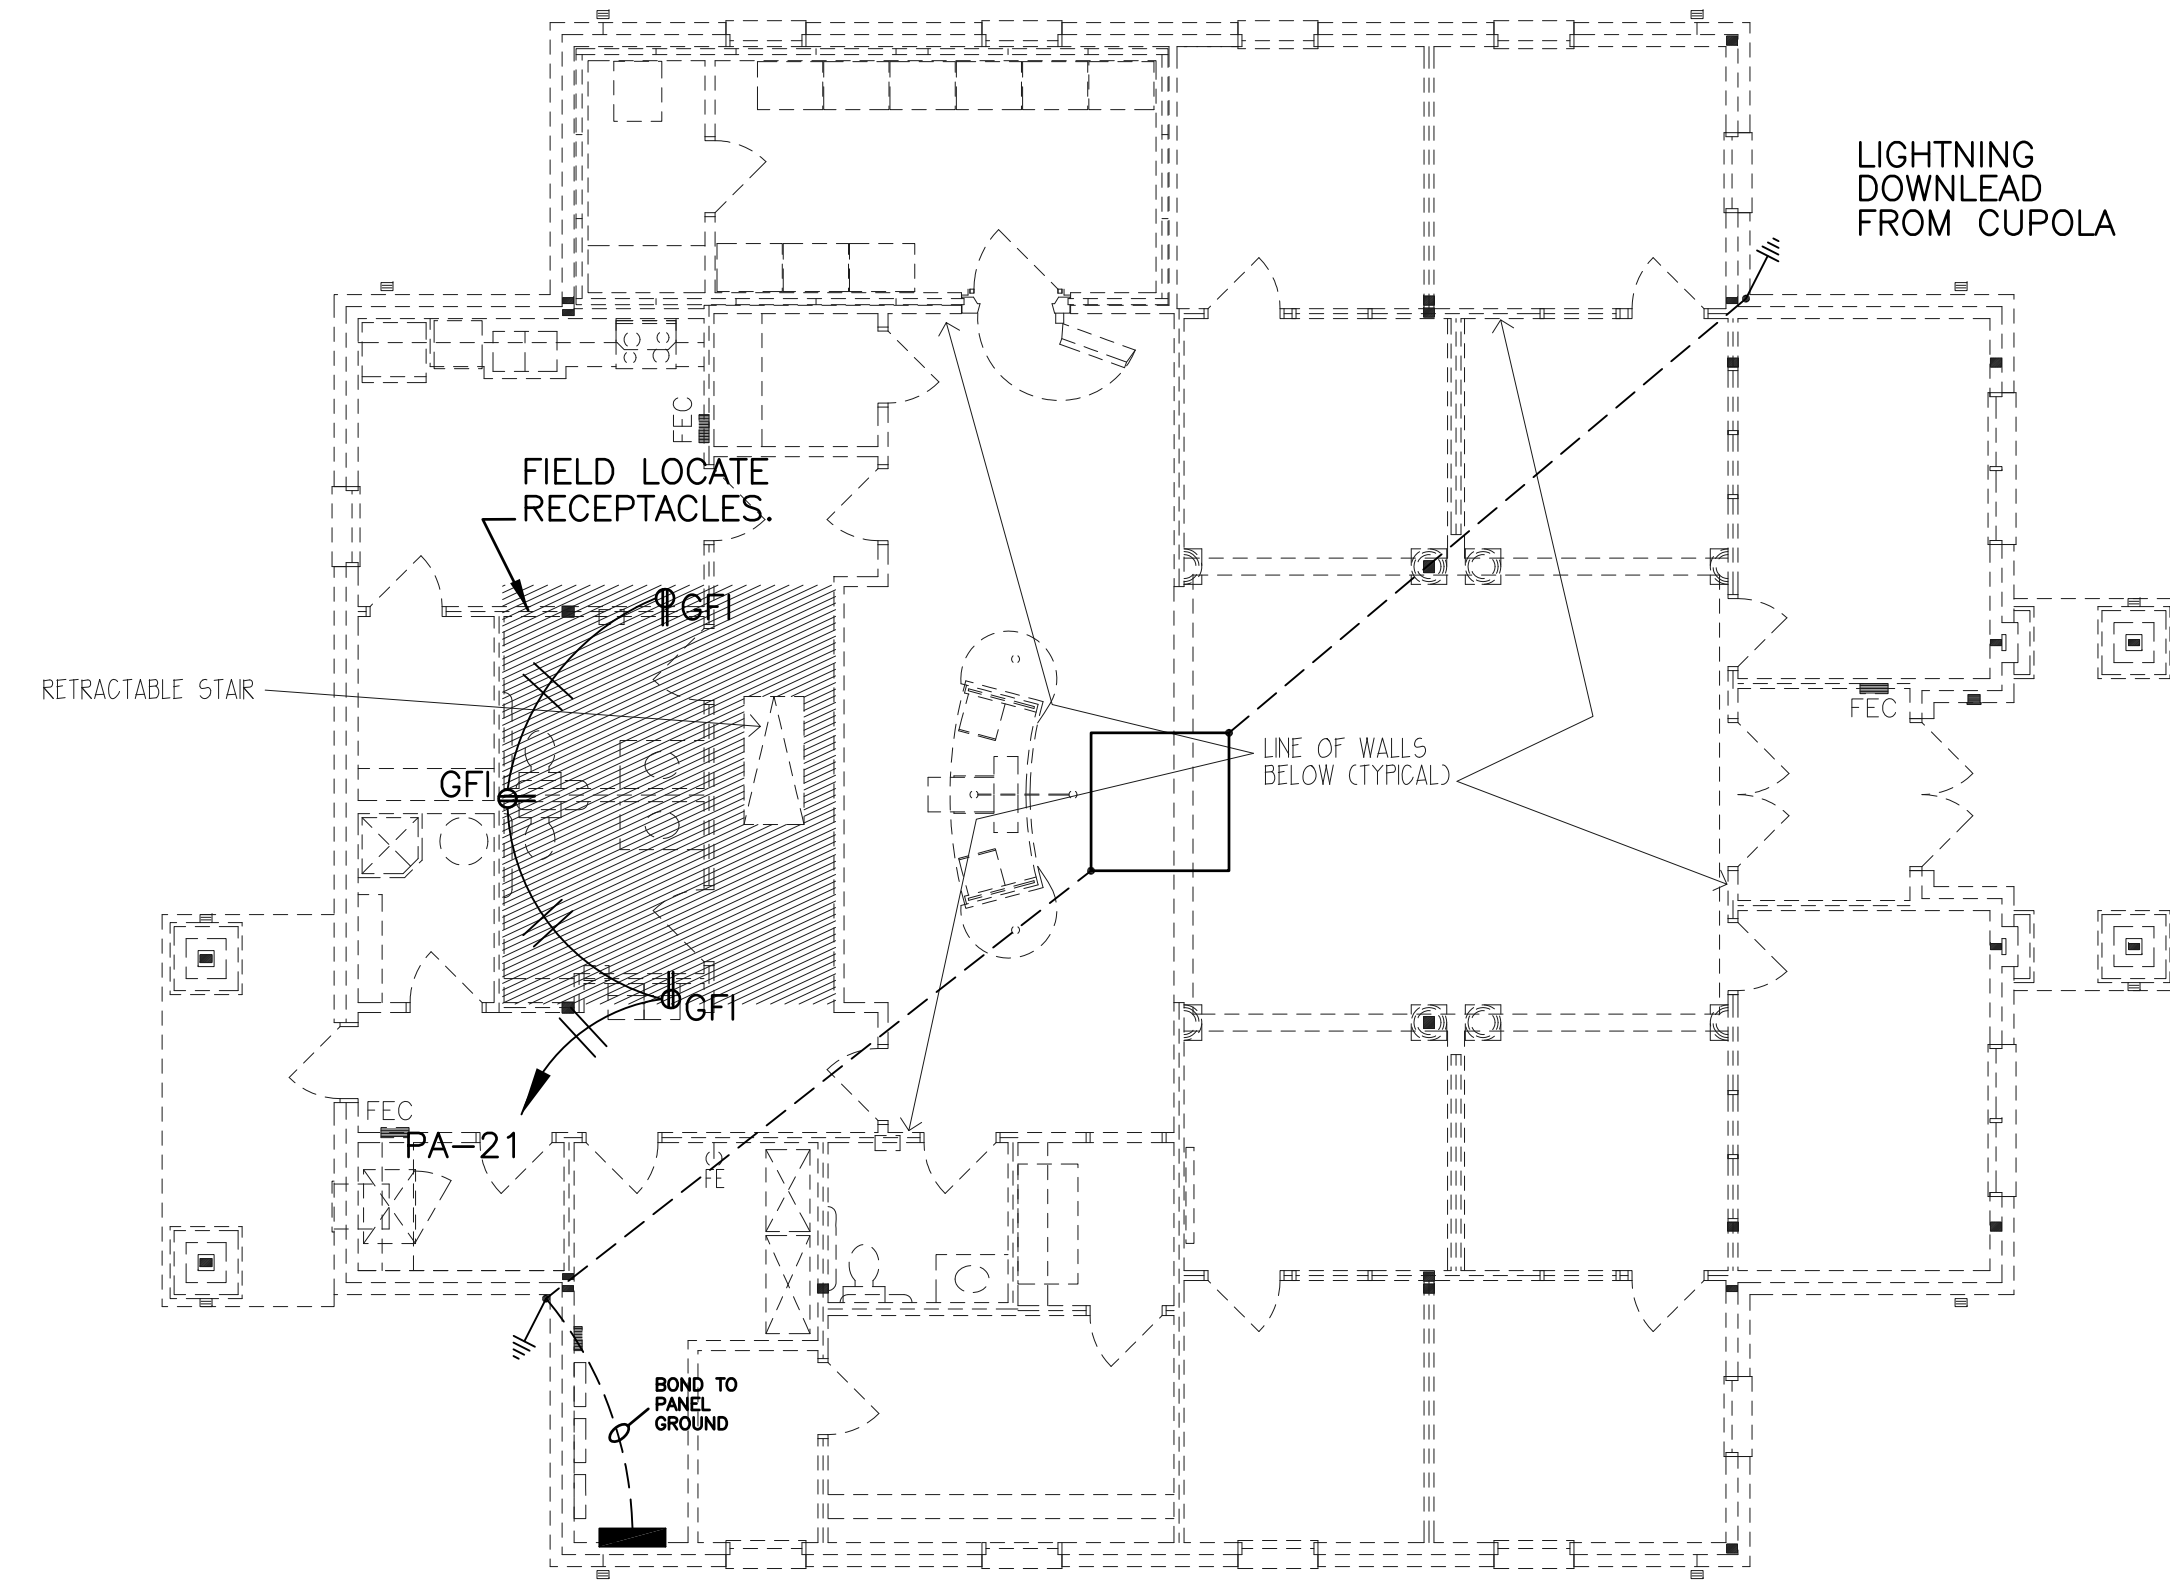 LIGHTNING
DOWNLEAD
FROM CUPOLA
FEC
FIELD LOCATE
RECEPTACLES.
GFI
RETRACTABLE STAIR
FEC
LINE OF WALLS
BELOW (TYPICAL)
GFI
GFI
FEC
PA-21
FE
C
BOND TO
PANEL
GROUND